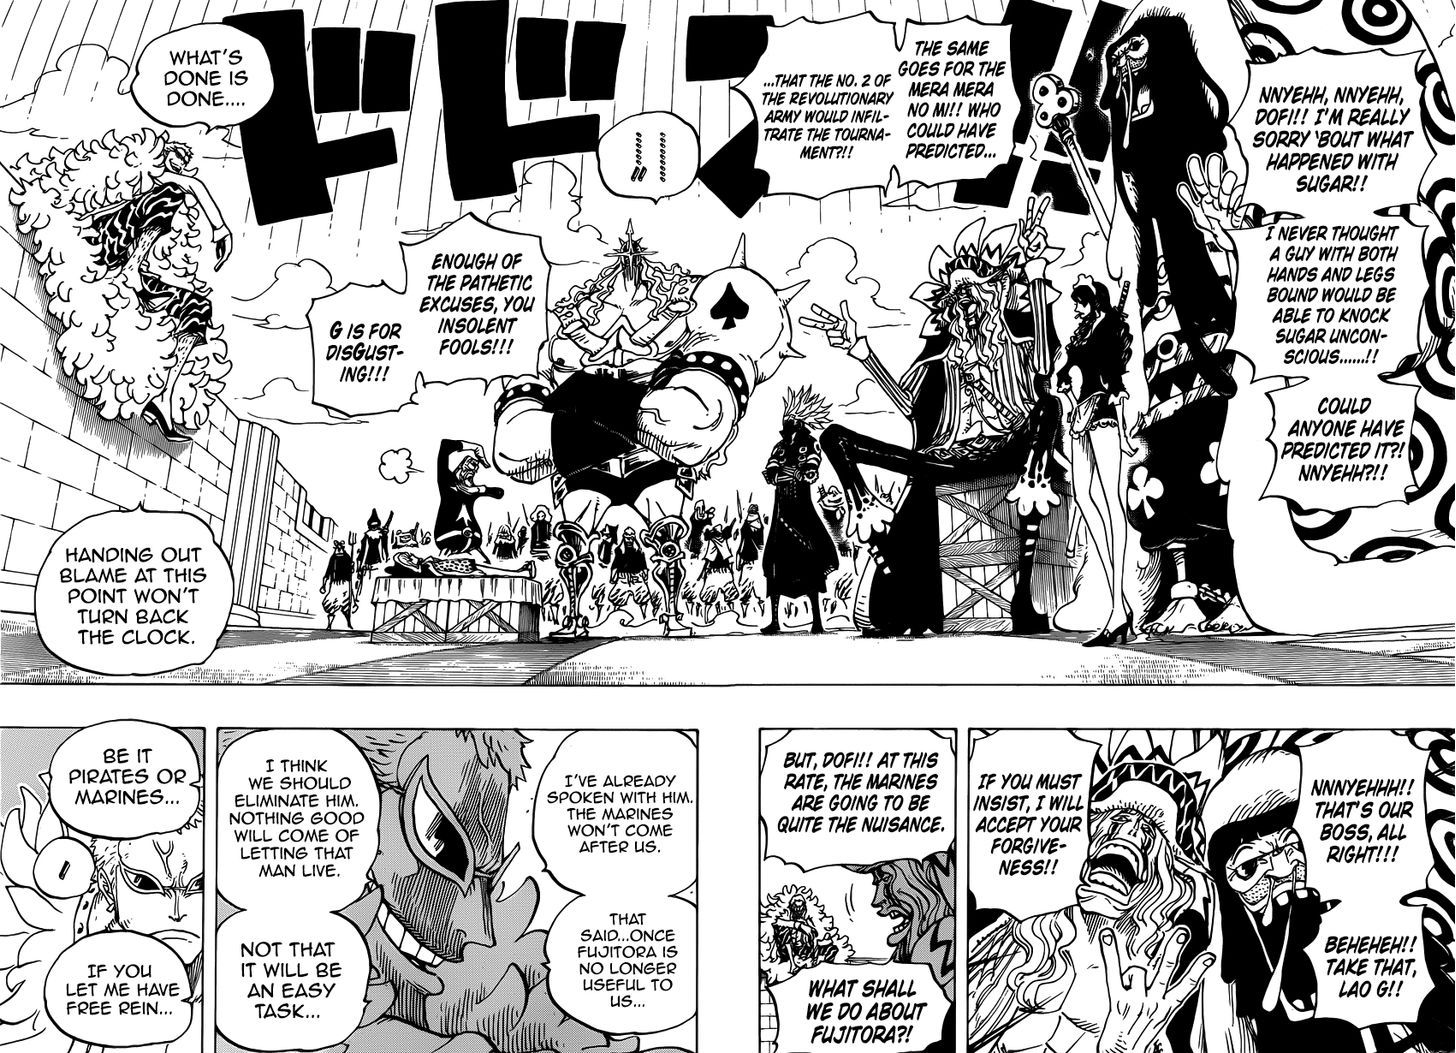 NNYEHH, NNYEHH,
DOFI!! I'M REALLY
SORRY 'BOUT WHAT
HAPPENED WITH
SUGAR!!
I NEVER THOUGHT
A GUY WITH BOTH
HANDS AND LEGS
BOUND WOULD BE
ABLE TO KNOCK
SUGAR UNCON-
SCIOUS......!!
COULD
ANYONE HAVE
PREDICTED IT?!
NNYEHH?!!
THE SAME
GOES FOR THE
MERA MERA
NO MI!! WHO
COULD HAVE
PREDICTED...
...THAT THE NO. 2 OF
THE REVOLUTIONARY
ARMY WOULD INFIL-
TRATE THE TOURNA-
MENT?!!
ドド
ENOUGH OF
THE PATHETIC
EXCUSES, YOU
INSOLENT
FOOLS!!!
G IS FOR
DISGUST-
ING!!!
WHAT'S
DONE IS
DONE....
HANDING OUT
BLAME AT THIS
POINT WON'T
TURN BACK
THE CLOCK.
NNNYEHHH!!
THAT'S OUR
BOSS, ALL
RIGHT!!!
BEHEHEH!!
TAKE THAT,
LAO G!!
IF YOU MUST
INSIST, I WILL
ACCEPT YOUR
FORGIVE-
NESS!!
BUT, DOFI!! AT THIS
RATE, THE MARINES
ARE GOING TO BE
QUITE THE NUISANCE.
WHAT SHALL
WE DO ABOUT
FUJITORA?!
I'VE ALREADY
SPOKEN WITH HIM.
THE MARINES
WON'T COME
AFTER US.
THAT
SAID...ONCE
FUJITORA IS
NO LONGER
USEFUL TO
US...
I THINK
WE SHOULD
ELIMINATE HIM.
NOTHING GOOD
WILL COME OF
LETTING THAT
MAN LIVE.
NOT THAT
IT WILL BE
AN EASY
TASK...
BE IT
PIRATES OR
MARINES...
IF YOU
LET ME HAVE
FREE REIN...